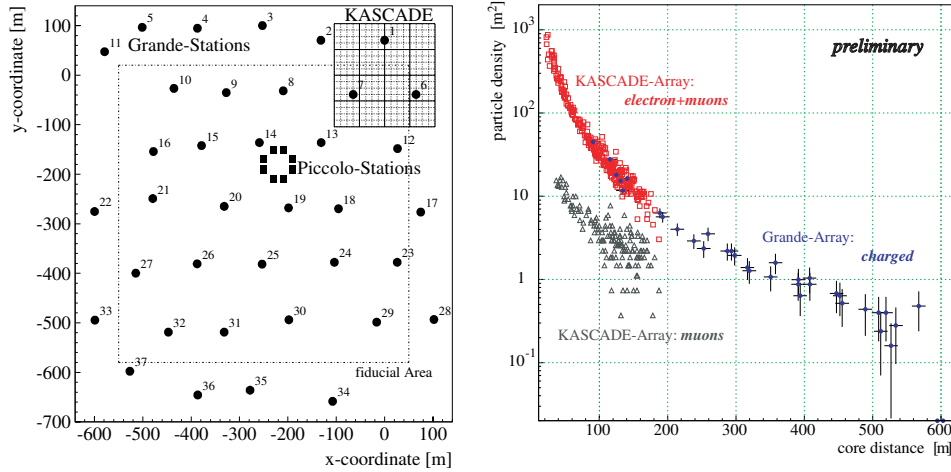 KASCADE
Grande-Stations
Piccolo-Stations
fiducial Area
y-coordinate [m]
100
0
-100
-200
-300
-400
-500
-600
-700
-600 -500 -400 -300 -200 -100 0 100
x-coordinate [m]
5 4 3 2 1
11
10 9 8 7 6
16 15 14 13 12
22 21 20 19 18 17
27 26 25 24 23
33 32 31 30 29 28
37 36 35 34
particle density [m²]
10³
10²
10
1
10⁻¹
preliminary
KASCADE-Array:
electron+muons
Grande-Array:
charged
KASCADE-Array: muons
100 200 300 400 500 600
core distance [m]